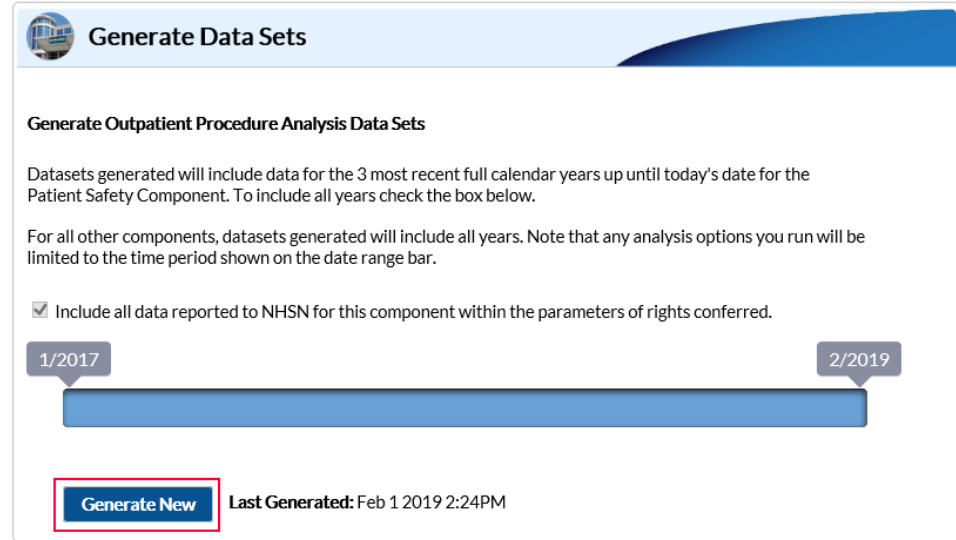 Generate Data Sets
Generate Outpatient Procedure Analysis Data Sets
Datasets generated will include data for the 3 most recent full calendar years up until today's date for the
Patient Safety Component. To include all years check the box below.
For all other components, datasets generated will include all years. Note that any analysis options you run will be
limited to the time period shown on the date range bar.
Include all data reported to NHSN for this component within the parameters of rights conferred.
1/2017 2/2019
Generate New Last Generated: Feb 1 2019 2:24PM